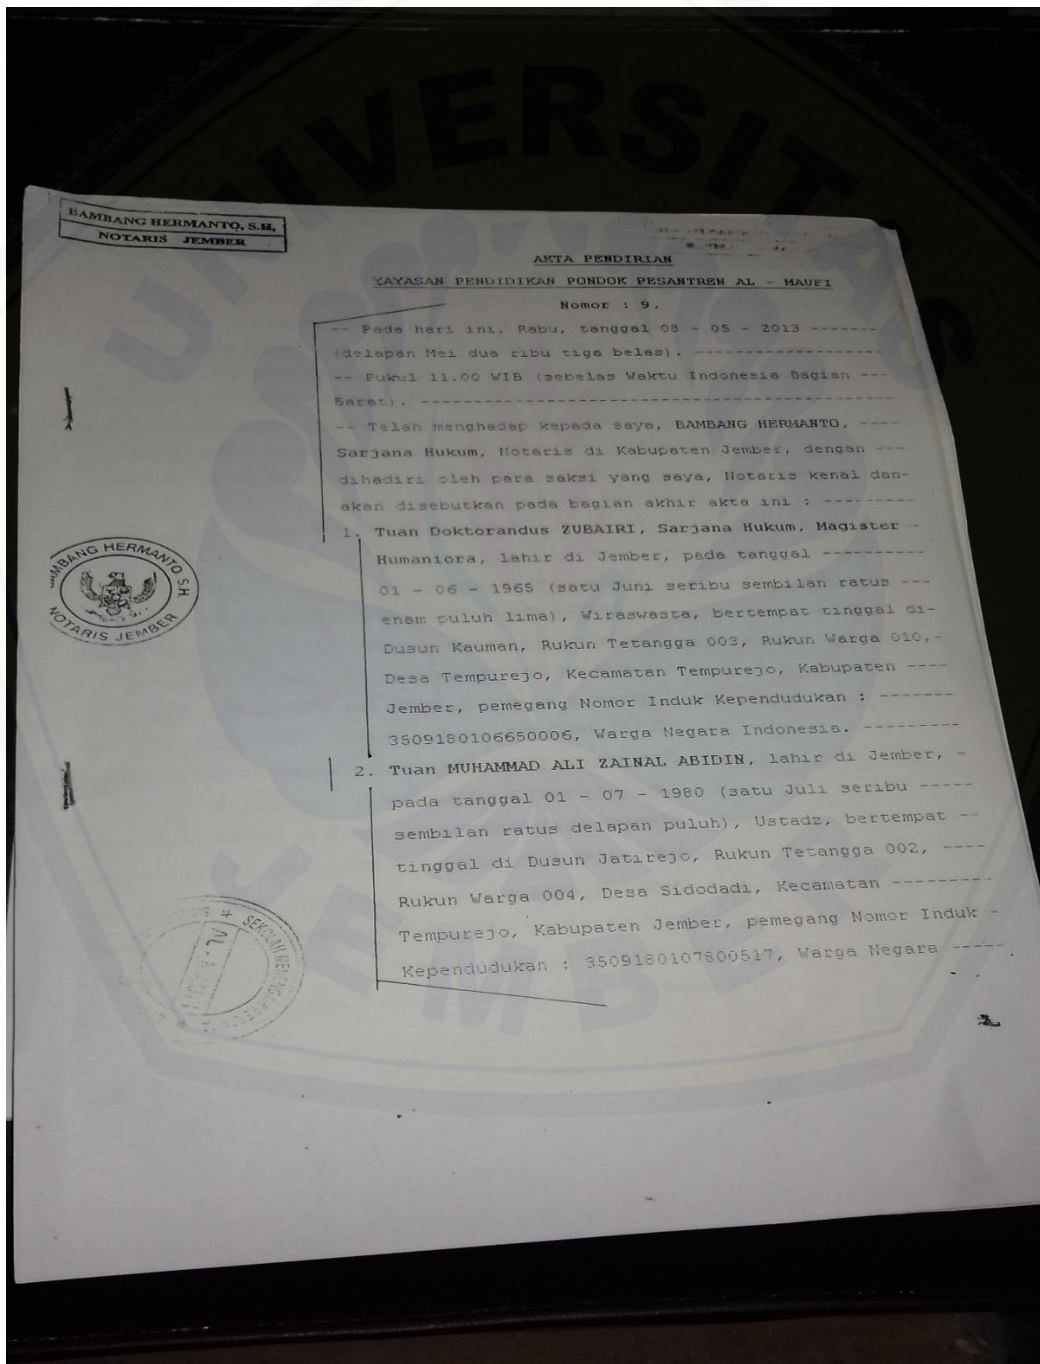 UNIVERSITAS
BAMBANG HERMANTO, S.H,
NOTARIS JEMBER
AKTA PENDIRIAN
YAYASAN PENDIDIKAN PONDOK PESANTREN AL - MAUFI
Nomor : 9.
-- Pada hari ini, Rabu, tanggal 08 - 05 - 2013 -------
(delapan Mei dua ribu tiga belas). -------------------
-- Pukul 11.00 WIB (sebelas Waktu Indonesia Bagian ---
Barat). ----------------------------------------------
-- Telah menghadap kepada saya, BAMBANG HERMANTO, ----
Sarjana Hukum, Notaris di Kabupaten Jember, dengan ---
dihadiri oleh para saksi yang saya, Notaris kenal dan-
akan disebutkan pada bagian akhir akta ini : ---------
1. Tuan Doktorandus ZUBAIRI, Sarjana Hukum, Magister -
Humaniora, lahir di Jember, pada tanggal ----------
01 - 06 - 1965 (satu Juni seribu sembilan ratus ---
enam puluh lima), Wiraswasta, bertempat tinggal di-
Dusun Kauman, Rukun Tetangga 003, Rukun Warga 010,-
Desa Tempurejo, Kecamatan Tempurejo, Kabupaten ----
Jember, pemegang Nomor Induk Kependudukan : -------
3509180106650006, Warga Negara Indonesia. ---------
2. Tuan MUHAMMAD ALI ZAINAL ABIDIN, lahir di Jember, -
pada tanggal 01 - 07 - 1980 (satu Juli seribu -----
sembilan ratus delapan puluh), Ustadz, bertempat --
tinggal di Dusun Jatirejo, Rukun Tetangga 002, ----
Rukun Warga 004, Desa Sidodadi, Kecamatan ---------
Tempurejo, Kabupaten Jember, pemegang Nomor Induk -
Kependudukan : 3509180107800517, Warga Negara -----
BAMBANG HERMANTO S.H
NOTARIS JEMBER
SEKOLAH
JEMBER